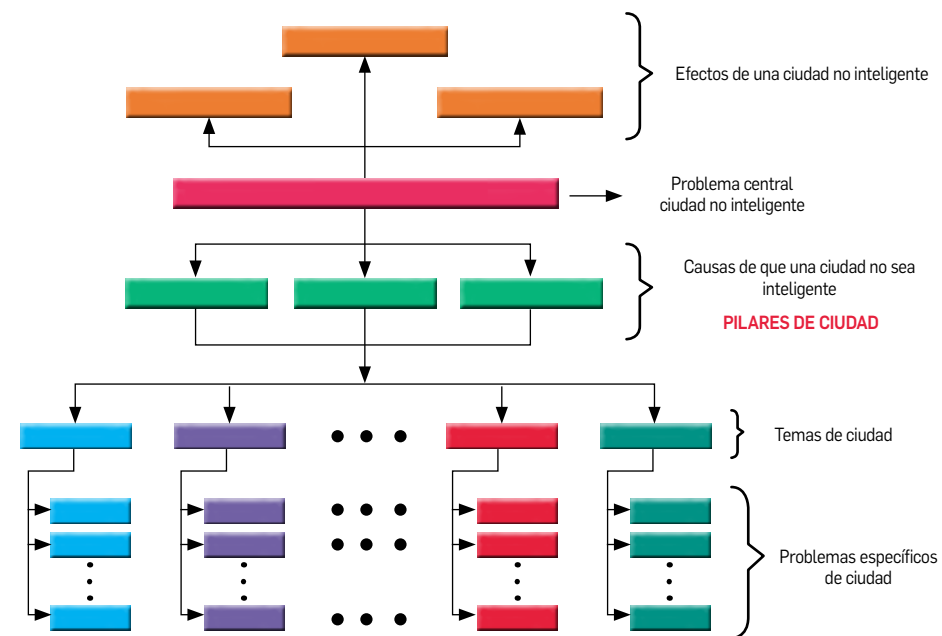 Efectos de una ciudad no inteligente
Problema central
ciudad no inteligente
Causas de que una ciudad no sea
inteligente
PILARES DE CIUDAD
Temas de ciudad
Problemas específicos
de ciudad